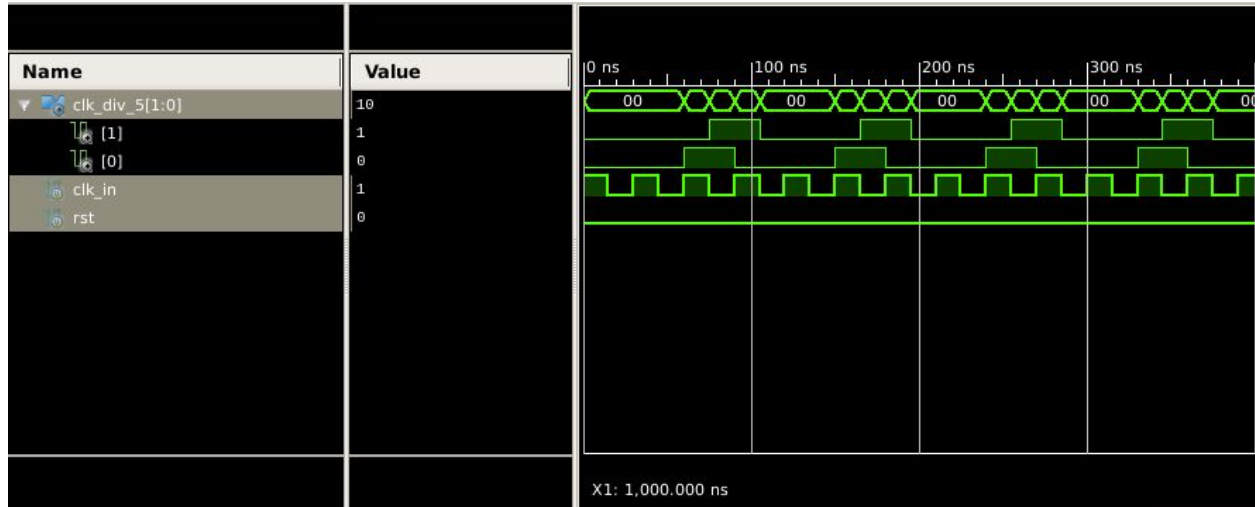 Name Value 0 ns 100 ns 200 ns 300 ns
clk_div_5[1:0] 10 00 00 00 00 00
[1] 1
[0] 0
clk_in 1
rst 0
X1: 1,000.000 ns